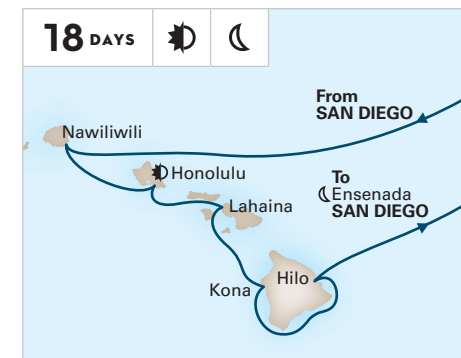 18 DAYS
From
SAN DIEGO
Nawiliwili
Honolulu
To
Ensenada
SAN DIEGO
Lahaina
Hilo
Kona